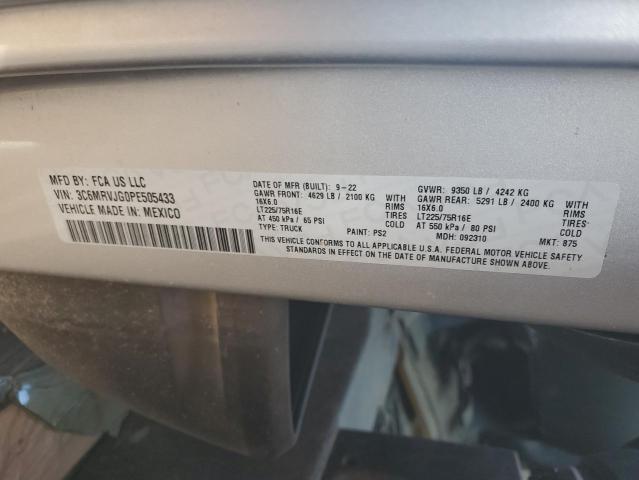 MFD BY: FCA US LLC
VIN: 3C6MRVJG0PE505433
VEHICLE MADE IN: MEXICO
DATE OF MFR (BUILT): 9-22
GAWR FRONT: 4629 LB / 2100 KG WITH
16X6.0 RIMS
LT225/75R16E TIRES
AT 450 kPa / 65 PSI COLD
TYPE: TRUCK PAINT: PS2
GVWR: 9350 LB / 4242 KG
GAWR REAR: 5291 LB / 2400 KG WITH
16X6.0 RIMS
LT225/75R16E TIRES
AT 550 kPa / 80 PSI COLD
MDH: 092310 MKT: 875
THIS VEHICLE CONFORMS TO ALL APPLICABLE U.S.A. FEDERAL MOTOR VEHICLE SAFETY
STANDARDS IN EFFECT ON THE DATE OF MANUFACTURE SHOWN ABOVE.